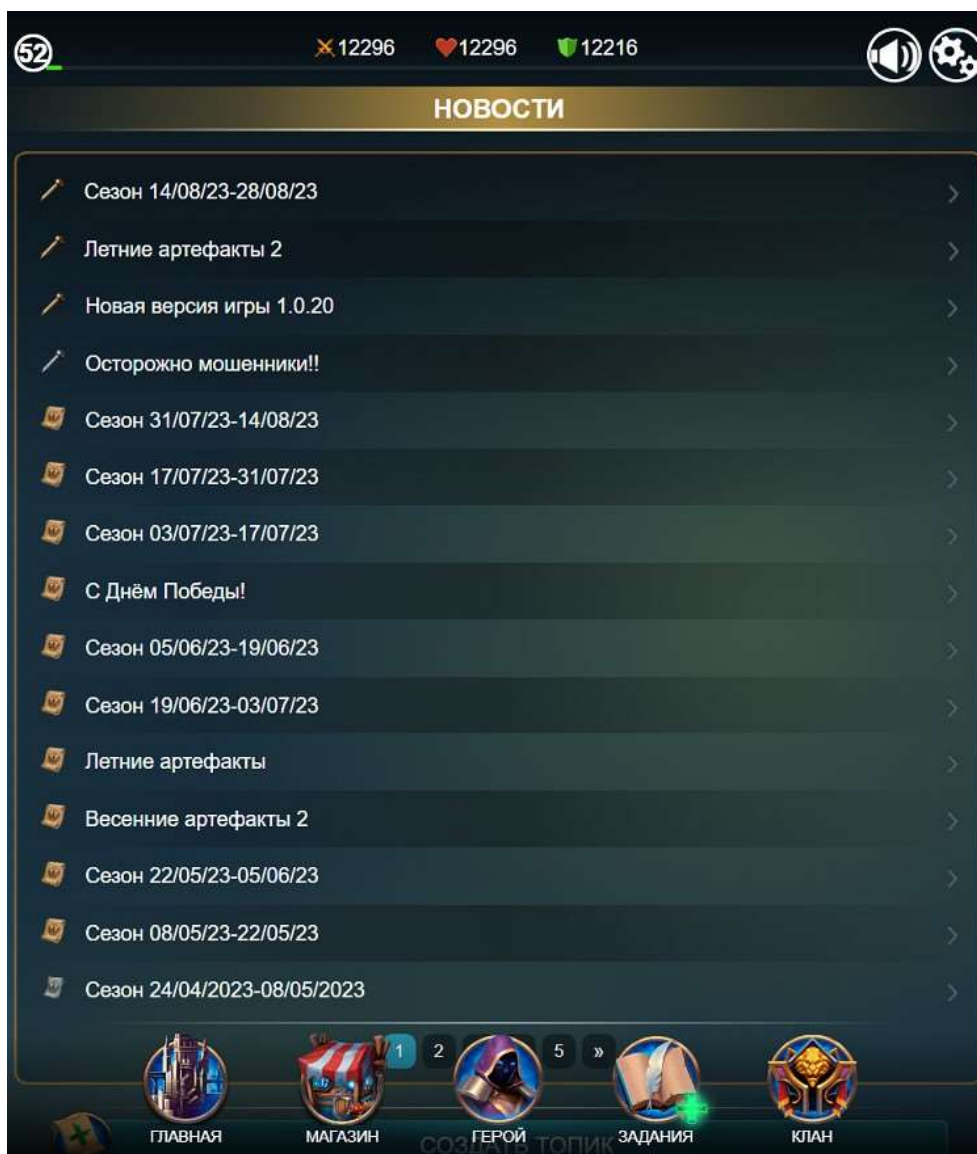 52 12296 12296 12216
НОВОСТИ
Сезон 14/08/23-28/08/23
Летние артефакты 2
Новая версия игры 1.0.20
Осторожно мошенники!!
Сезон 31/07/23-14/08/23
Сезон 17/07/23-31/07/23
Сезон 03/07/23-17/07/23
С Днём Победы!
Сезон 05/06/23-19/06/23
Сезон 19/06/23-03/07/23
Летние артефакты
Весенние артефакты 2
Сезон 22/05/23-05/06/23
Сезон 08/05/23-22/05/23
Сезон 24/04/2023-08/05/2023
1 2 5 »
ГЛАВНАЯ МАГАЗИН ГЕРОЙ ЗАДАНИЯ КЛАН
СОЗДАТЬ ТОПИК